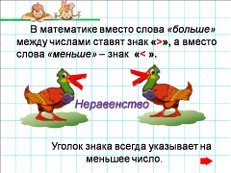 В математике вместо слова «больше»
между числами ставят знак «>», а вместо
слова «меньше» – знак «< ».
Неравенство
Уголок знака всегда указывает на
меньшее число.